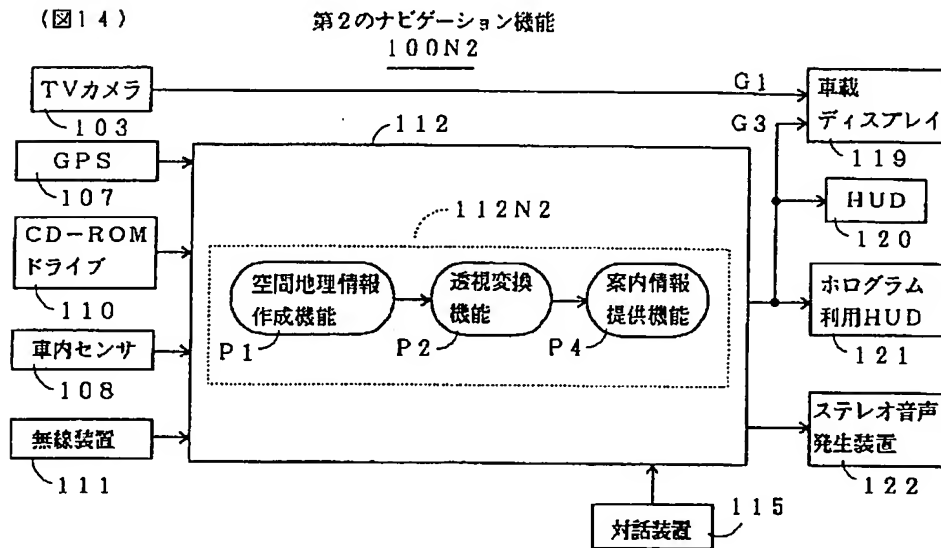 (図14)
第2のナビゲーション機能
100N2
TVカメラ
103
G1
車載
ディスプレイ
119
G3
112
GPS
107
HUD
120
112N2
CD-ROM
ドライブ
110
空間地理情報
作成機能
P1
透視変換
機能
P2
案内情報
提供機能
P4
ホログラム
利用HUD
121
車内センサ
108
無線装置
111
ステレオ音声
発生装置
122
対話装置
115